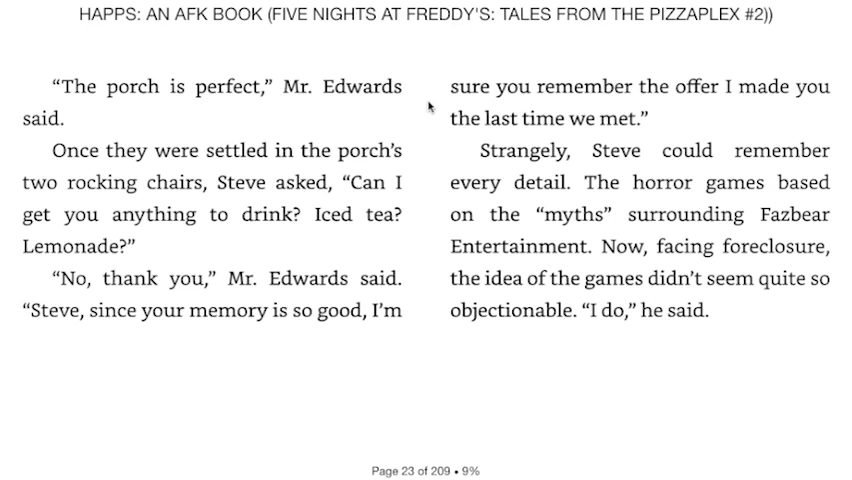 HAPPS: AN AFK BOOK (FIVE NIGHTS AT FREDDY'S: TALES FROM THE PIZZAPLEX #2))
“The porch is perfect,” Mr. Edwards
said.
Once they were settled in the porch’s
two rocking chairs, Steve asked, “Can I
get you anything to drink? Iced tea?
Lemonade?”
“No, thank you,” Mr. Edwards said.
“Steve, since your memory is so good, I’m
sure you remember the offer I made you
the last time we met.”
Strangely, Steve could remember
every detail. The horror games based
on the “myths” surrounding Fazbear
Entertainment. Now, facing foreclosure,
the idea of the games didn’t seem quite so
objectionable. “I do,” he said.
Page 23 of 209 • 9%